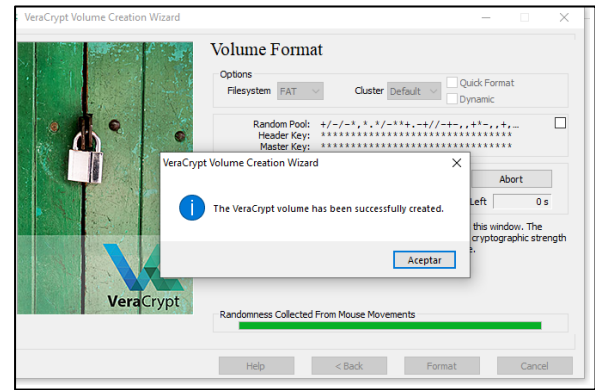 VeraCrypt Volume Creation Wizard
Volume Format
Options
Filesystem FAT Cluster Default Quick Format
Dynamic
Random Pool: +/-/-*,*.*/-**+.-+//-+-,,+*-,,+,...
Header Key: ********************************
Master Key: ********************************
VeraCrypt Volume Creation Wizard
The VeraCrypt volume has been successfully created.
Aceptar
Abort
Left 0 s
this window. The
cryptographic strength
VeraCrypt
Randomness Collected From Mouse Movements
Help < Back Format Cancel